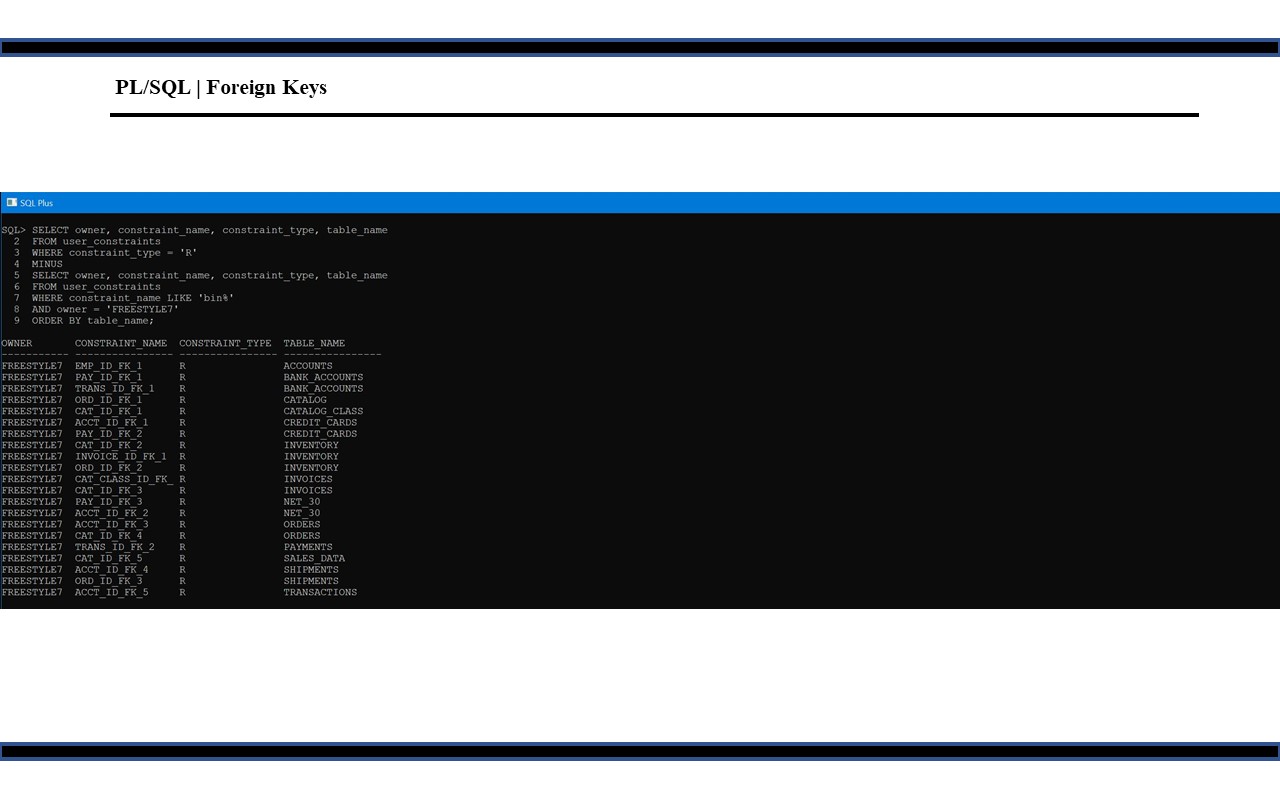 PL/SQL | Foreign Keys
SQL Plus
SQL> SELECT owner, constraint_name, constraint_type, table_name
2 FROM user_constraints
3 WHERE constraint_type = 'R'
4 MINUS
5 SELECT owner, constraint_name, constraint_type, table_name
6 FROM user_constraints
7 WHERE constraint_name LIKE 'bin%'
8 AND owner = 'FREESTYLE7'
9 ORDER BY table_name;
OWNER CONSTRAINT_NAME CONSTRAINT_TYPE TABLE_NAME
----------- ---------------- ---------------- ----------------
FREESTYLE7 EMP_ID_FK_1 R ACCOUNTS
FREESTYLE7 PAY_ID_FK_1 R BANK_ACCOUNTS
FREESTYLE7 TRANS_ID_FK_1 R BANK_ACCOUNTS
FREESTYLE7 ORD_ID_FK_1 R CATALOG
FREESTYLE7 CAT_ID_FK_1 R CATALOG_CLASS
FREESTYLE7 ACCT_ID_FK_1 R CREDIT_CARDS
FREESTYLE7 PAY_ID_FK_2 R CREDIT_CARDS
FREESTYLE7 CAT_ID_FK_2 R INVENTORY
FREESTYLE7 INVOICE_ID_FK_1 R INVENTORY
FREESTYLE7 ORD_ID_FK_2 R INVENTORY
FREESTYLE7 CAT_CLASS_ID_FK_ R INVOICES
FREESTYLE7 CAT_ID_FK_3 R INVOICES
FREESTYLE7 PAY_ID_FK_3 R NET_30
FREESTYLE7 ACCT_ID_FK_2 R NET_30
FREESTYLE7 ACCT_ID_FK_3 R ORDERS
FREESTYLE7 CAT_ID_FK_4 R ORDERS
FREESTYLE7 TRANS_ID_FK_2 R PAYMENTS
FREESTYLE7 CAT_ID_FK_5 R SALES_DATA
FREESTYLE7 ACCT_ID_FK_4 R SHIPMENTS
FREESTYLE7 ORD_ID_FK_3 R SHIPMENTS
FREESTYLE7 ACCT_ID_FK_5 R TRANSACTIONS